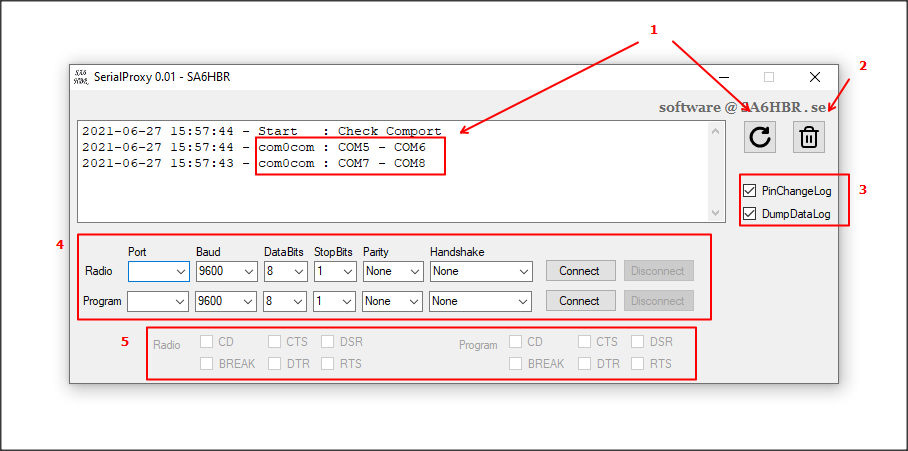 1
2
SA6
HBR
SerialProxy 0.01 - SA6HBR
software @ SA6HBR.se
2021-06-27 15:57:44 - Start : Check Comport
2021-06-27 15:57:44 - com0com : COM5 - COM6
2021-06-27 15:57:43 - com0com : COM7 - COM8
PinChangeLog
3
DumpDataLog
4
Port Baud DataBits StopBits Parity Handshake
Radio 9600 8 1 None None Connect Disconnect
Program 9600 8 1 None None Connect Disconnect
5
Radio CD CTS DSR Program CD CTS DSR
BREAK DTR RTS BREAK DTR RTS